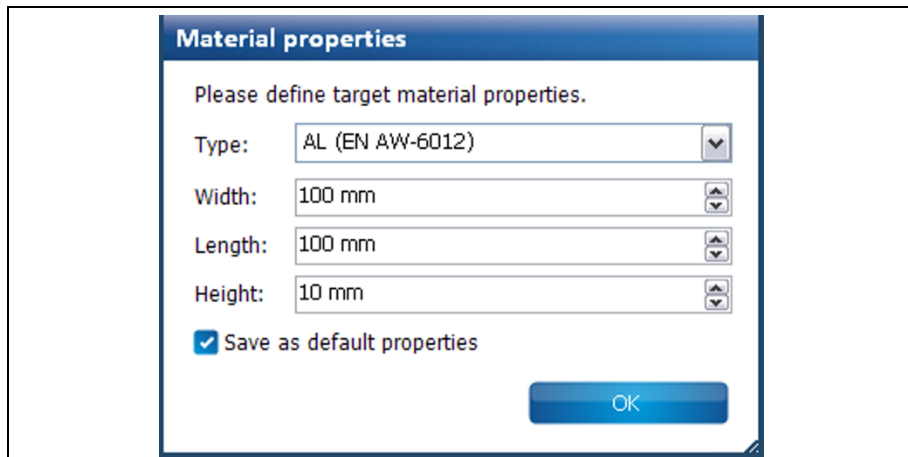 Material properties
Please define target material properties.
Type: AL (EN AW-6012)
Width: 100 mm
Length: 100 mm
Height: 10 mm
Save as default properties
OK